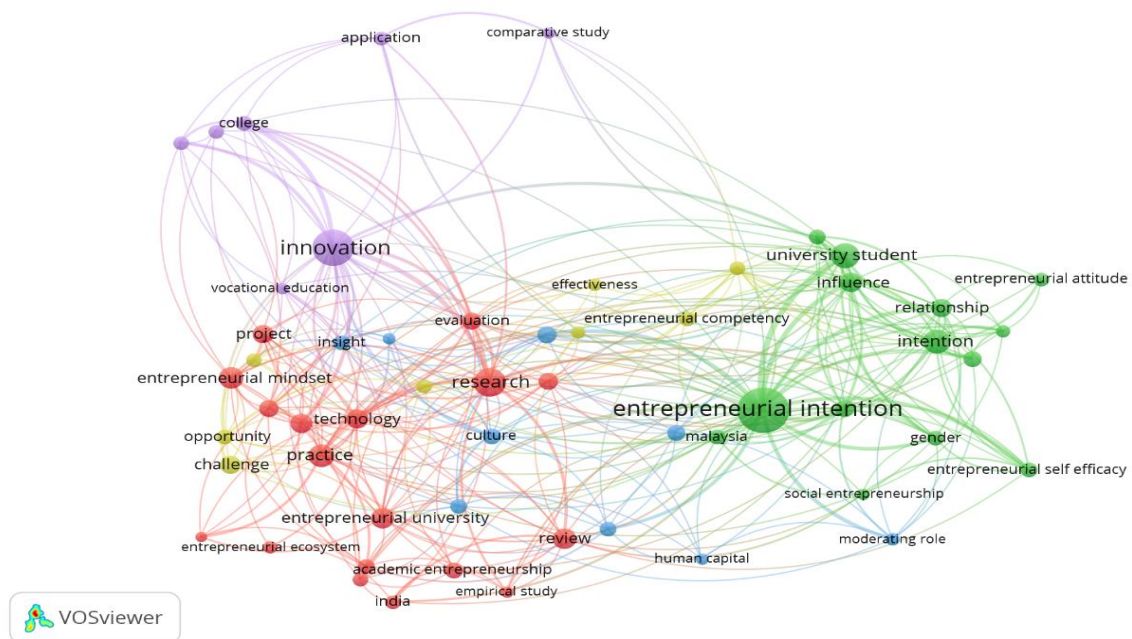 application
comparative study
college
innovation
university student
influence
entrepreneurial attitude
vocational education
effectiveness
relationship
project
evaluation
entrepreneurial competency
insight
intention
entrepreneurial mindset
research
entrepreneurial intention
technology
opportunity
culture
malaysia
gender
challenge
practice
entrepreneurial self efficacy
social entrepreneurship
entrepreneurial university
review
moderating role
entrepreneurial ecosystem
human capital
academic entrepreneurship
empirical study
india
VOSviewer